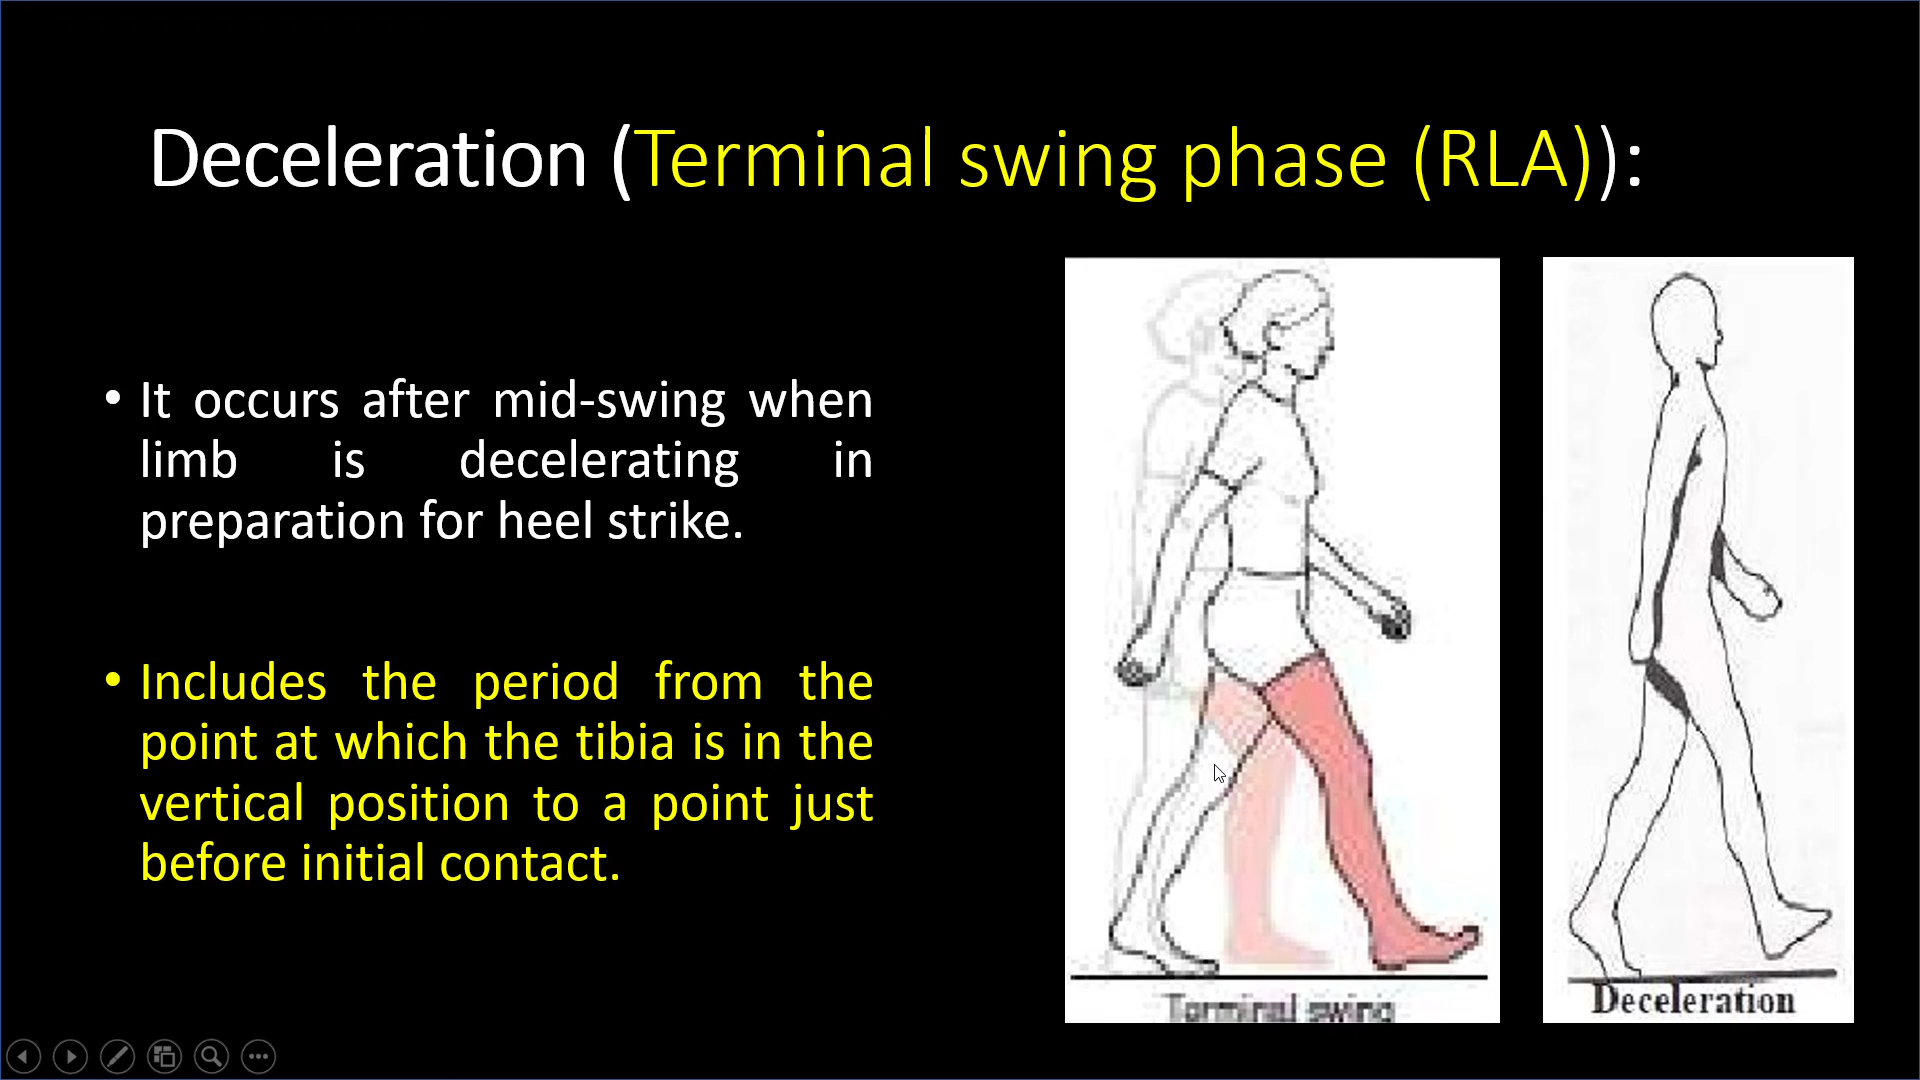 Deceleration (Terminal swing phase (RLA)):
• It occurs after mid-swing when
limb is decelerating in
preparation for heel strike.
• Includes the period from the
point at which the tibia is in the
vertical position to a point just
before initial contact.
Terminal swing
Deceleration